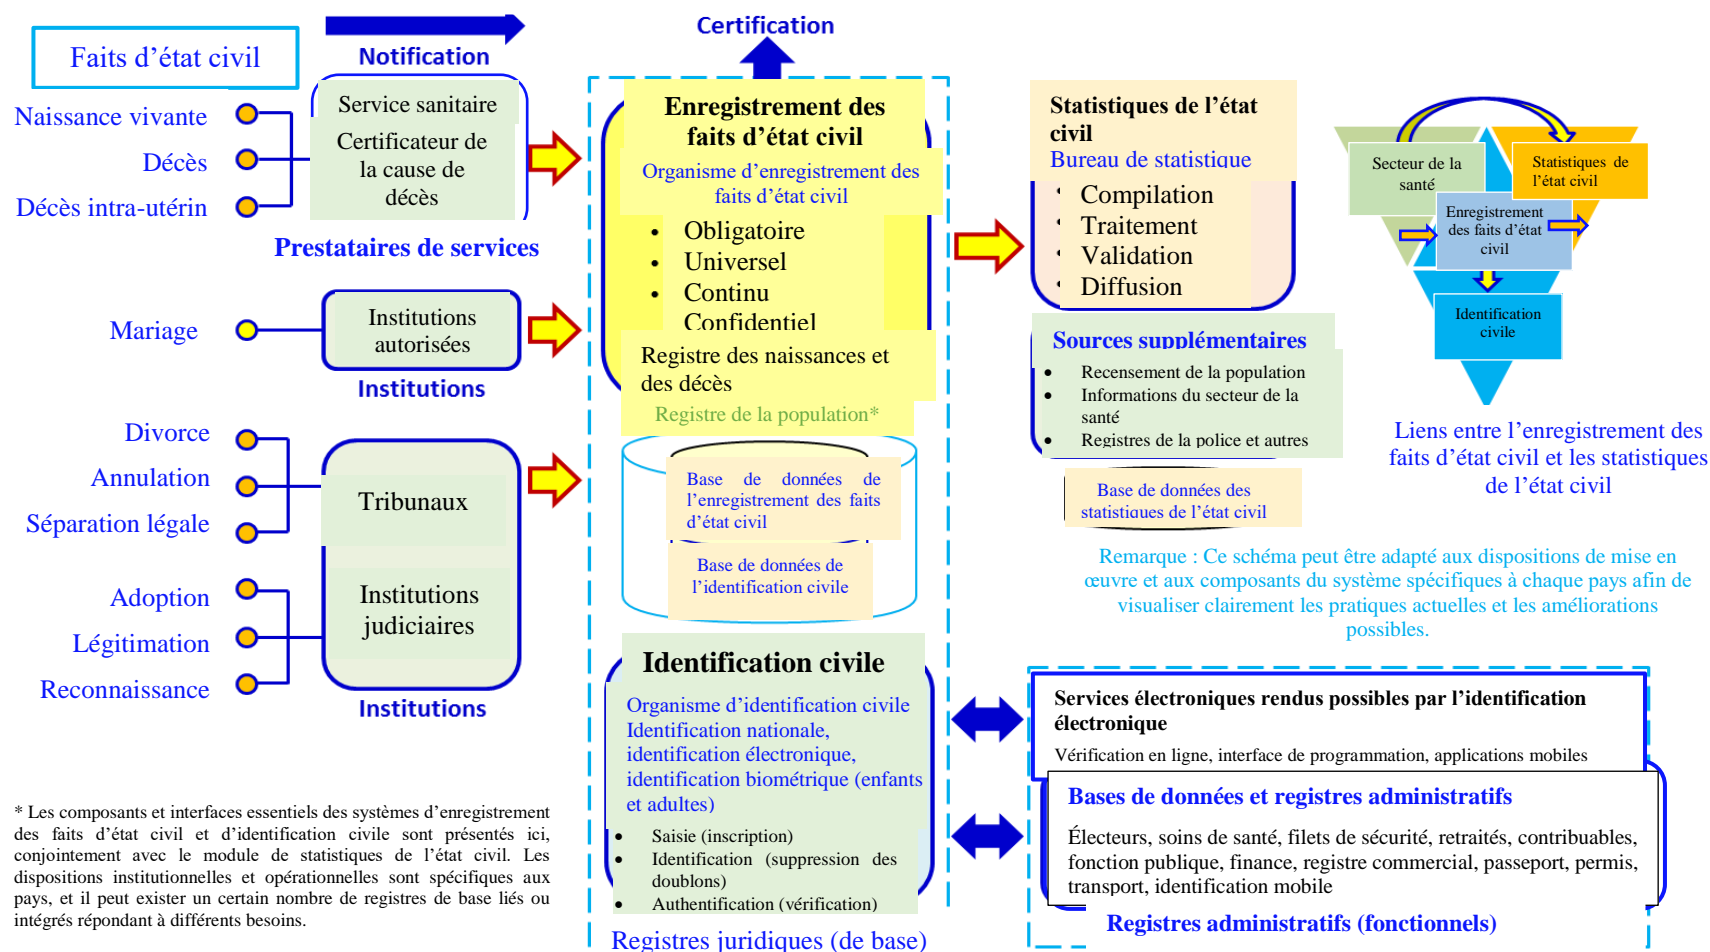 Faits d'état civil
Notification
Certification
Naissance vivante
Décès
Décès intra-utérin
Service sanitaire
Certificateur de
la cause de
décès
Prestataires de services
Mariage
Institutions
autorisées
Institutions
Divorce
Annulation
Séparation légale
Adoption
Légitimation
Reconnaissance
Tribunaux
Institutions
judiciaires
Institutions
* Les composants et interfaces essentiels des systèmes d'enregistrement
des faits d'état civil et d'identification civile sont présentés ici,
conjointement avec le module de statistiques de l'état civil. Les
dispositions institutionnelles et opérationnelles sont spécifiques aux
pays, et il peut exister un certain nombre de registres de base liés ou
intégrés répondant à différents besoins.
Enregistrement des
faits d'état civil
Organisme d'enregistrement des
faits d'état civil
• Obligatoire
• Universel
• Continu
Confidentiel
Registre des naissances et
des décès
Registre de la population*
Base de données de
l'enregistrement des faits
d'état civil
Base de données de
l'identification civile
Identification civile
Organisme d'identification civile
Identification nationale,
identification électronique,
identification biométrique (enfants
et adultes)
• Saisie (inscription)
• Identification (suppression des
doublons)
• Authentification (vérification)
Registres juridiques (de base)
Statistiques de l'état
civil
Bureau de statistique
• Compilation
• Traitement
• Validation
• Diffusion
Sources supplémentaires
• Recensement de la population
• Informations du secteur de la
santé
• Registres de la police et autres
Base de données des
statistiques de l'état civil
Secteur de la
santé
Statistiques de
l'état civil
Enregistrement
des faits d'état
civil
Identification
civile
Liens entre l'enregistrement des
faits d'état civil et les statistiques
de l'état civil
Remarque : Ce schéma peut être adapté aux dispositions de mise en
œuvre et aux composants du système spécifiques à chaque pays afin de
visualiser clairement les pratiques actuelles et les améliorations
possibles.
Services électroniques rendus possibles par l'identification
électronique
Vérification en ligne, interface de programmation, applications mobiles
Bases de données et registres administratifs
Électeurs, soins de santé, filets de sécurité, retraités, contribuables,
fonction publique, finance, registre commercial, passeport, permis,
transport, identification mobile
Registres administratifs (fonctionnels)